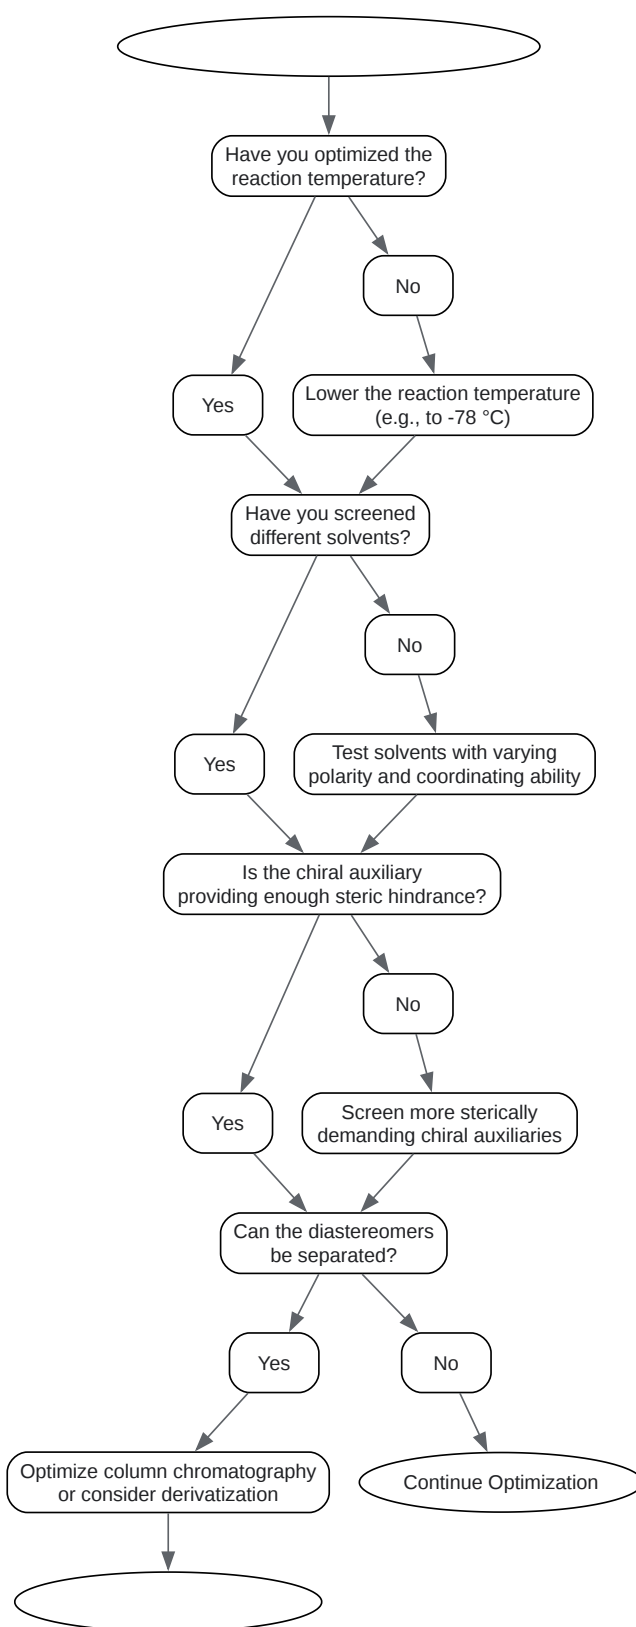 Have you optimized the
reaction temperature?
No
Yes
Lower the reaction temperature
(e.g., to -78 °C)
Have you screened
different solvents?
No
Yes
Test solvents with varying
polarity and coordinating ability
Is the chiral auxiliary
providing enough steric hindrance?
No
Yes
Screen more sterically
demanding chiral auxiliaries
Can the diastereomers
be separated?
Yes
No
Optimize column chromatography
or consider derivatization
Continue Optimization